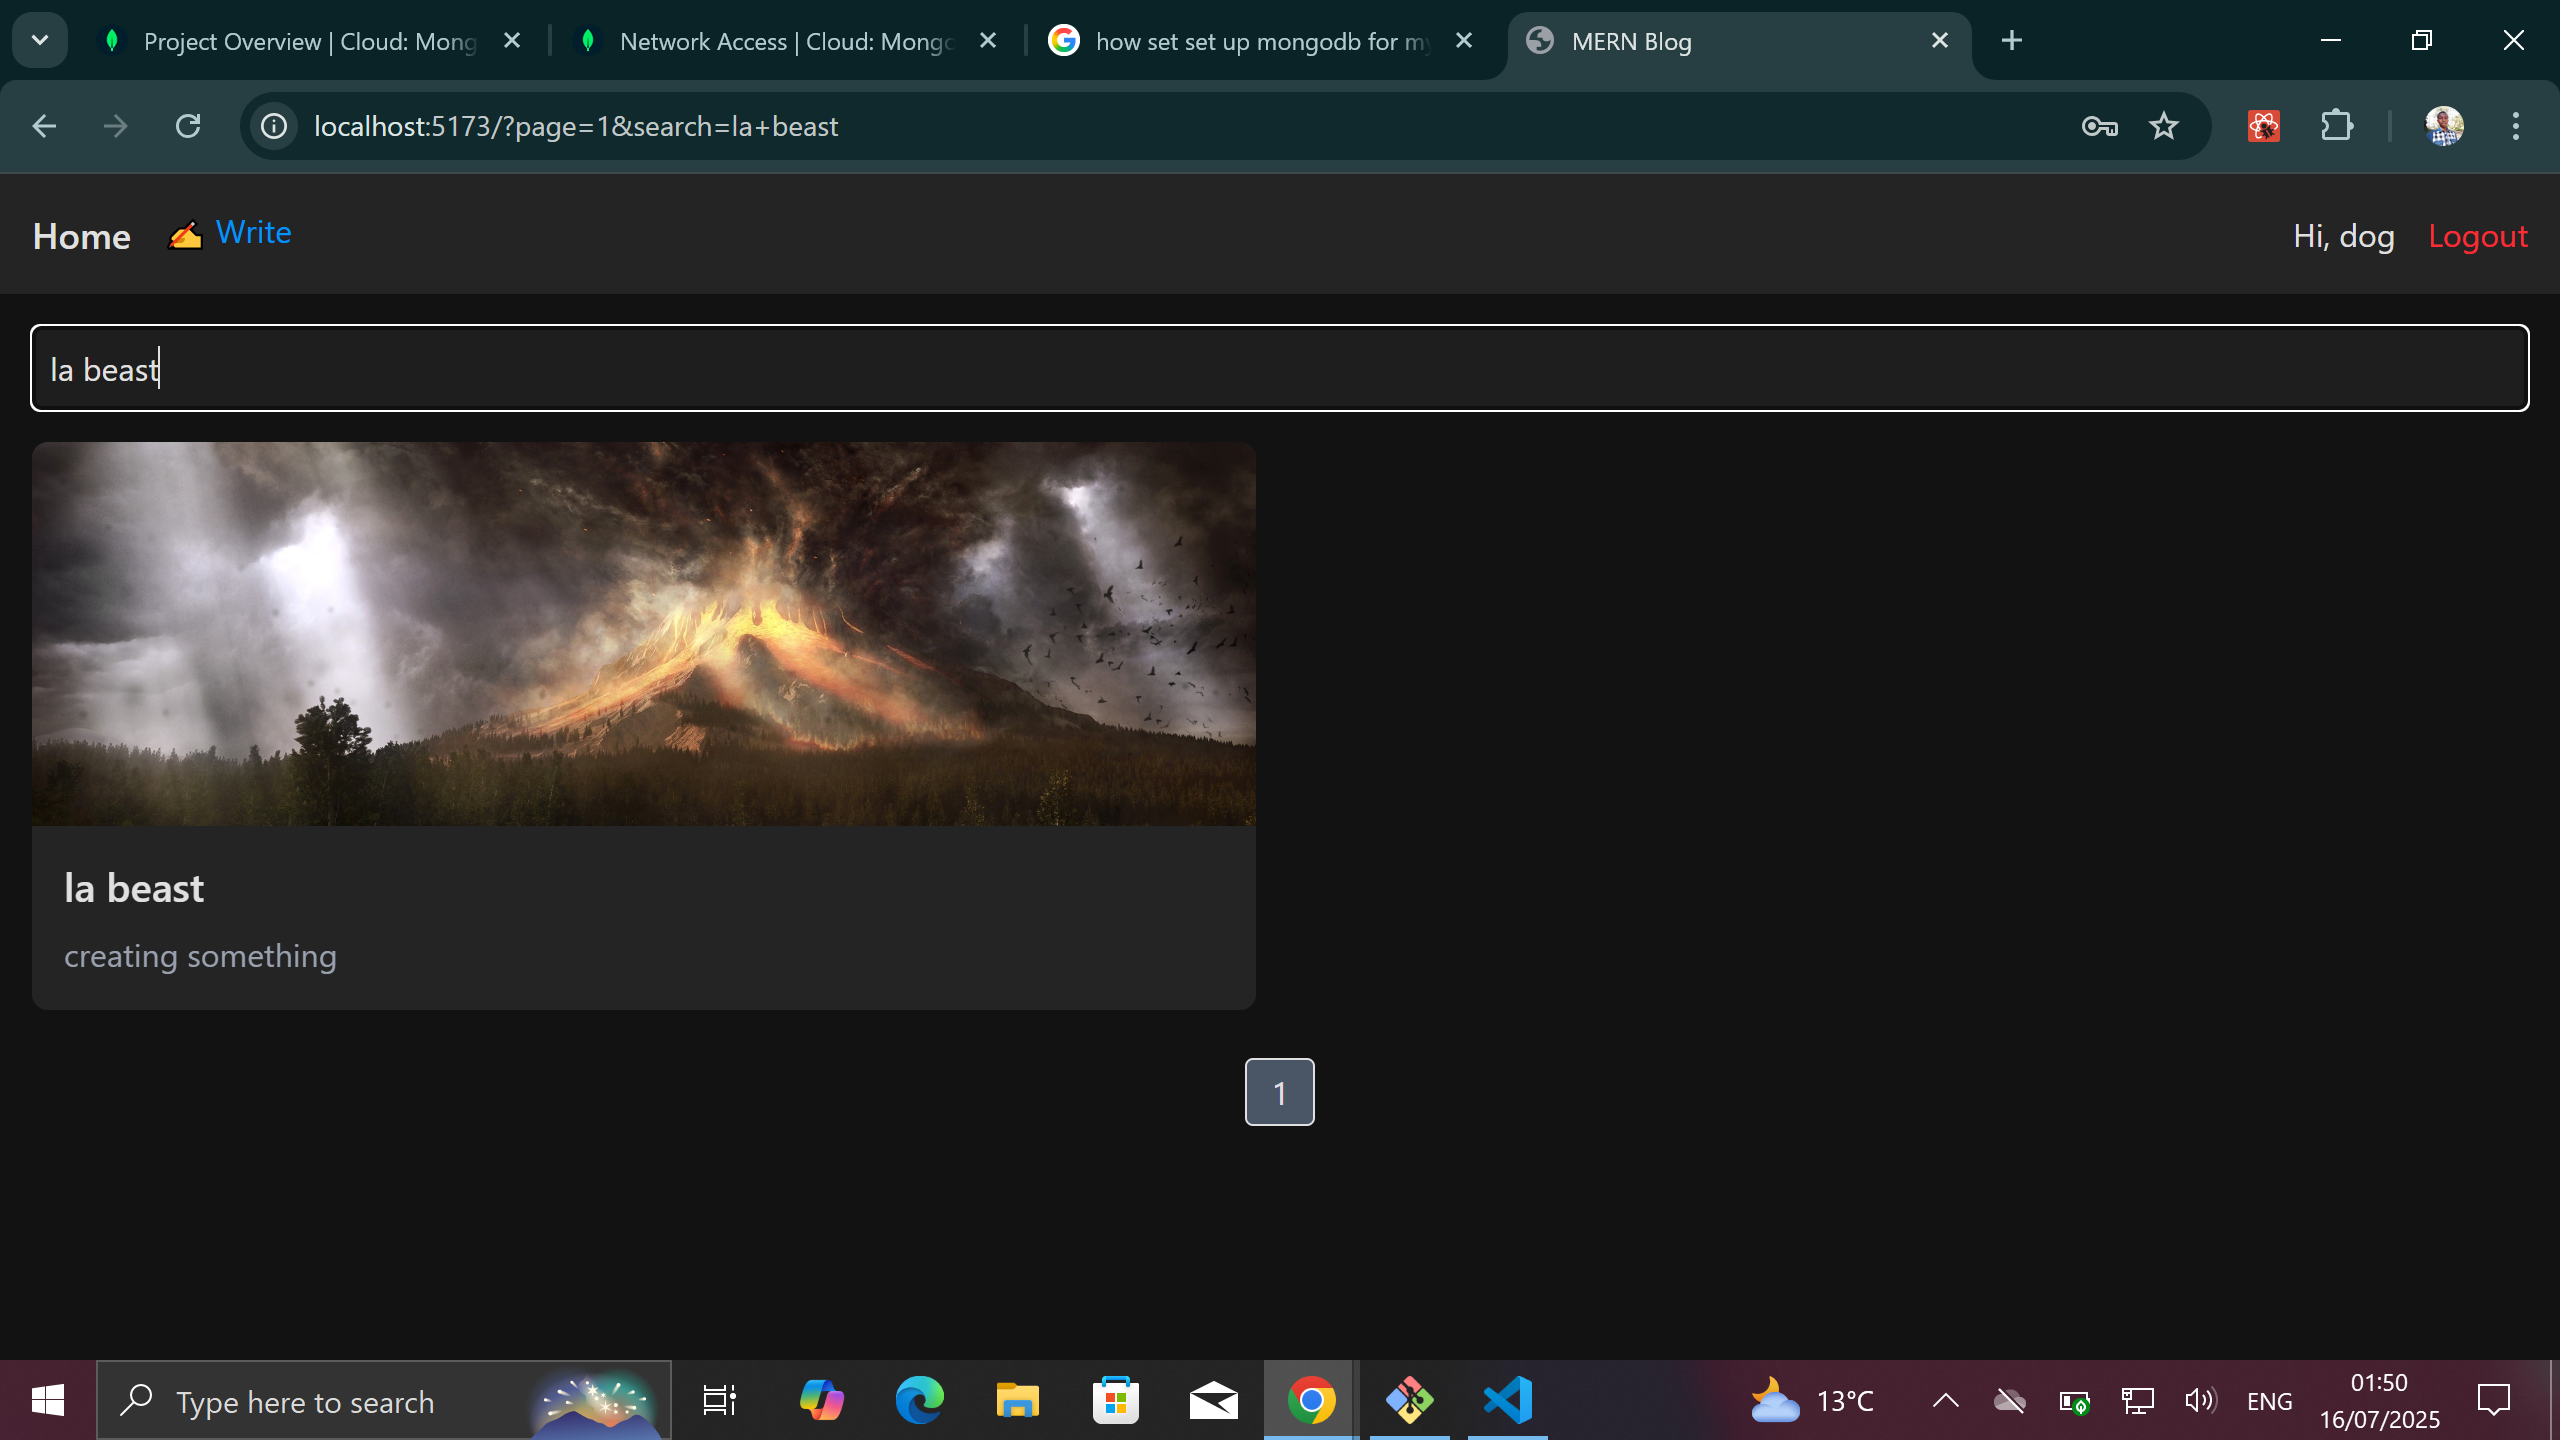 Project Overview | Cloud: Mong
Network Access | Cloud: Mongo
how set set up mongodb for my
MERN Blog
localhost:5173/?page=1&search=la+beast
Home
Write
Hi, dog
Logout
la beast
la beast
creating something
1
Type here to search
13°C
ENG
01:50
16/07/2025